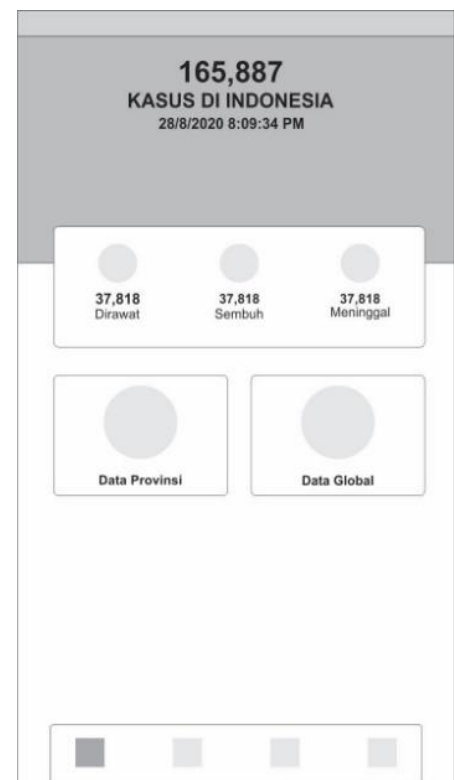 165,887
KASUS DI INDONESIA
28/8/2020 8:09:34 PM
37,818
Dirawat
37,818
Sembuh
37,818
Meninggal
Data Provinsi
Data Global